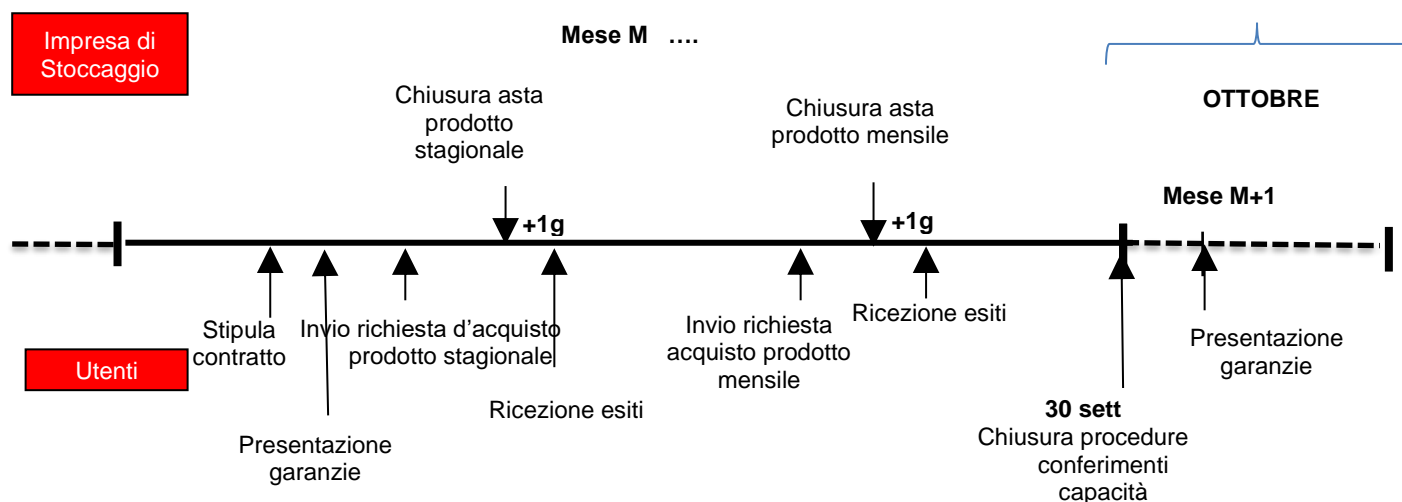 Impresa di
Stoccaggio
Mese M ….
Chiusura asta
prodotto
stagionale
Chiusura asta
prodotto mensile
OTTOBRE
Mese M+1
+1g
+1g
Stipula
contratto
Invio richiesta d’acquisto
prodotto stagionale
Invio richiesta
acquisto prodotto
mensile
Ricezione esiti
Presentazione
garanzie
Utenti
Ricezione esiti
30 sett
Chiusura procedure
conferimenti
capacità
Presentazione
garanzie